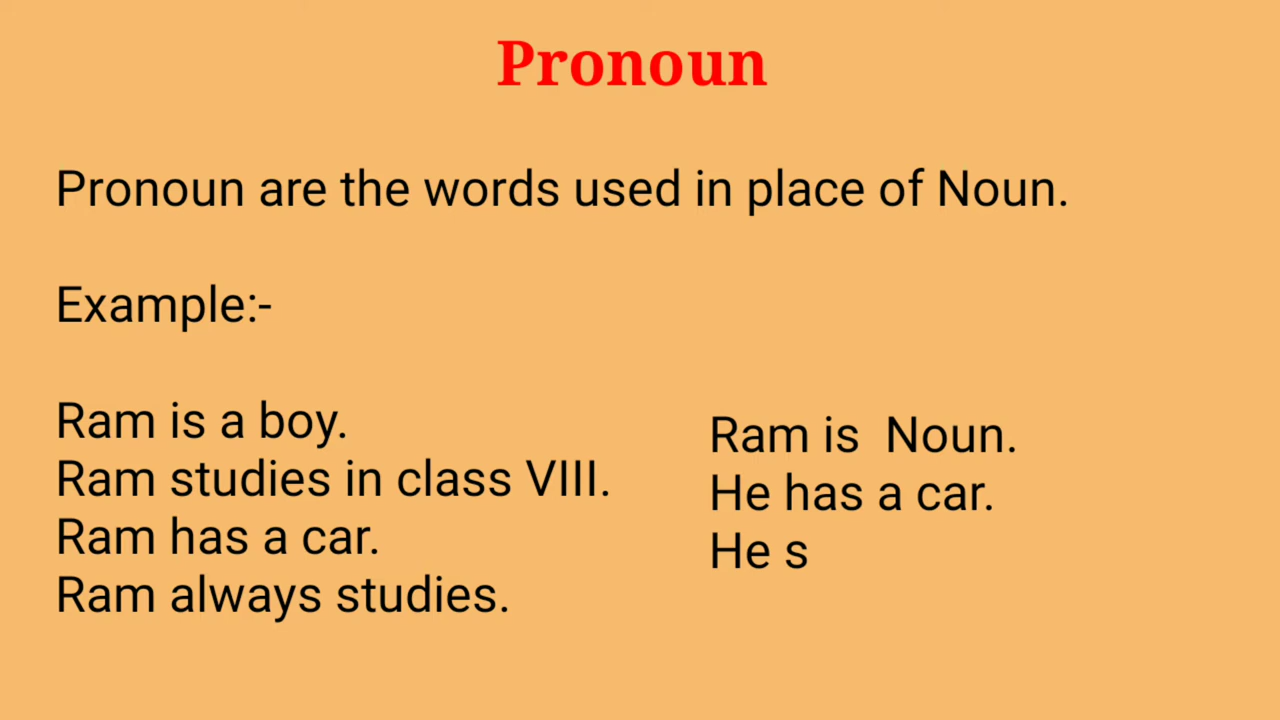 Pronoun
Pronoun are the words used in place of Noun.
Example:-
Ram is a boy.
Ram studies in class VIII.
Ram has a car.
Ram always studies.
Ram is  Noun.
He has a car.
He s